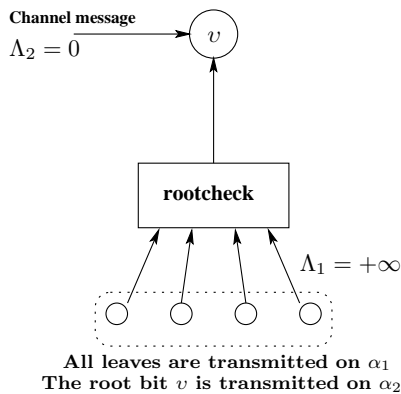 Channel message
Λ₂ = 0
υ
rootcheck
Λ₁ = +∞
All leaves are transmitted on α₁
The root bit υ is transmitted on α₂